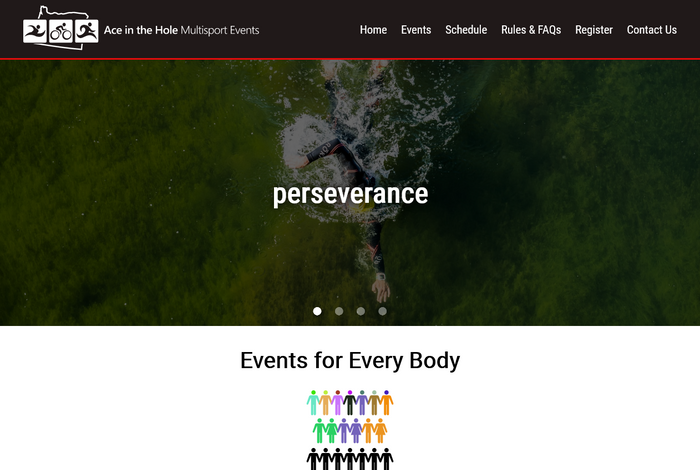 Ace in the Hole Multisport Events
Home Events Schedule Rules & FAQs Register Contact Us
perseverance
Events for Every Body